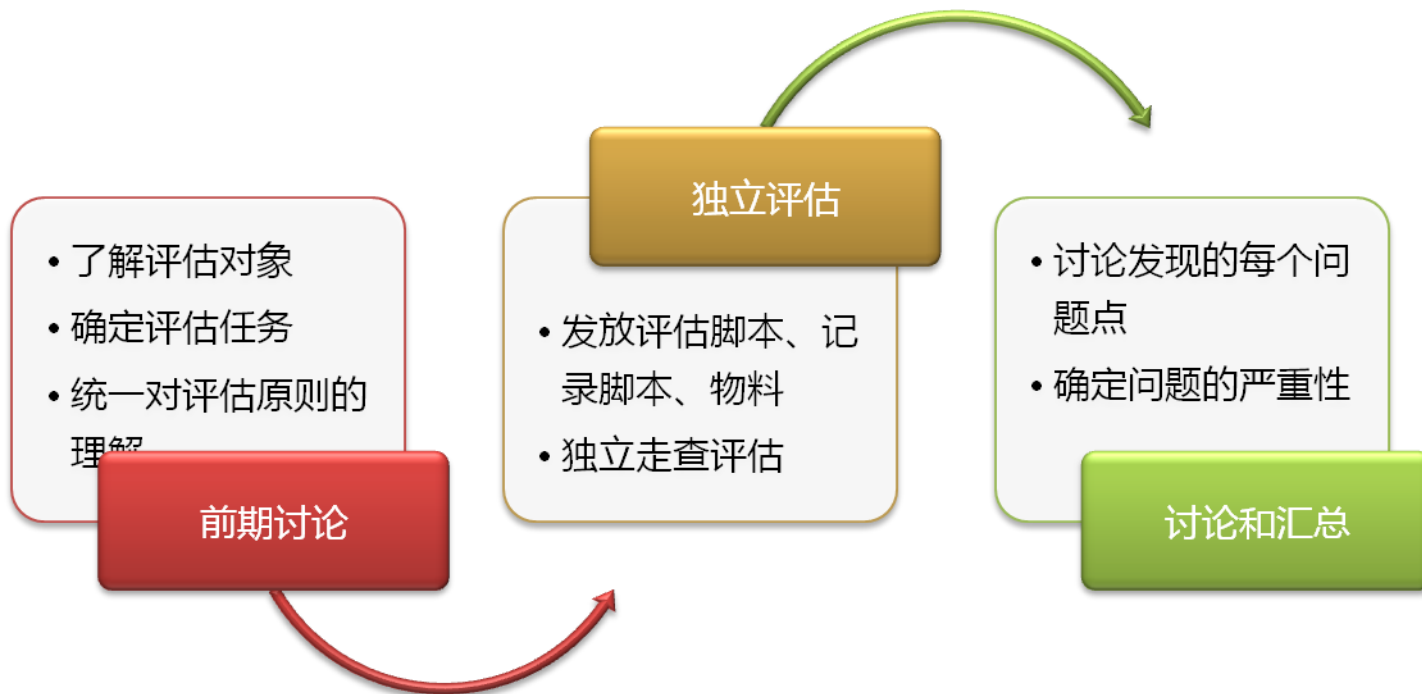 • 了解评估对象
• 确定评估任务
• 统一对评估原则的
理解
前期讨论
独立评估
• 发放评估脚本、记
录脚本、物料
• 独立走查评估
• 讨论发现的每个问
题点
• 确定问题的严重性
讨论和汇总